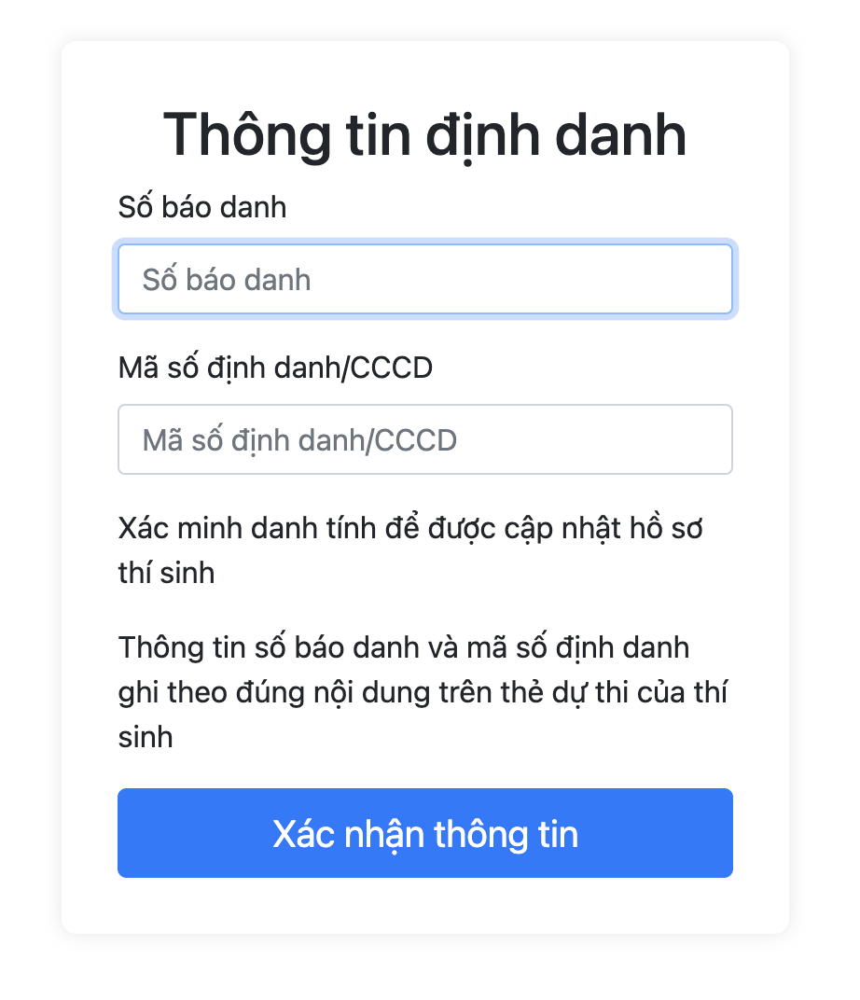 Thông tin định danh
Số báo danh
Số báo danh
Mã số định danh/CCCD
Mã số định danh/CCCD
Xác minh danh tính để được cập nhật hồ sơ
thí sinh
Thông tin số báo danh và mã số định danh
ghi theo đúng nội dung trên thẻ dự thi của thí
sinh
Xác nhận thông tin